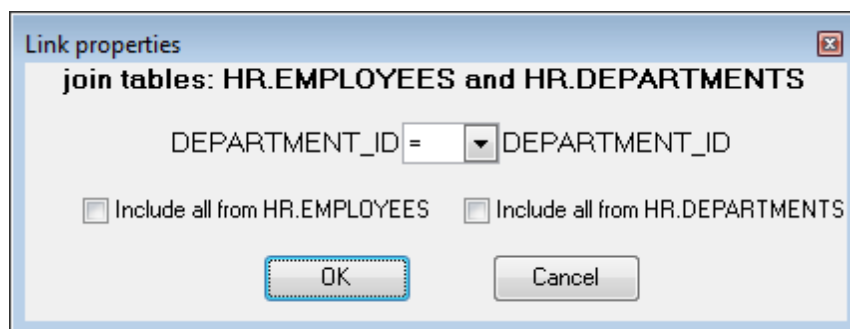 Link properties
join tables: HR.EMPLOYEES and HR.DEPARTMENTS
DEPARTMENT_ID = DEPARTMENT_ID
Include all from HR.EMPLOYEES Include all from HR.DEPARTMENTS
OK Cancel